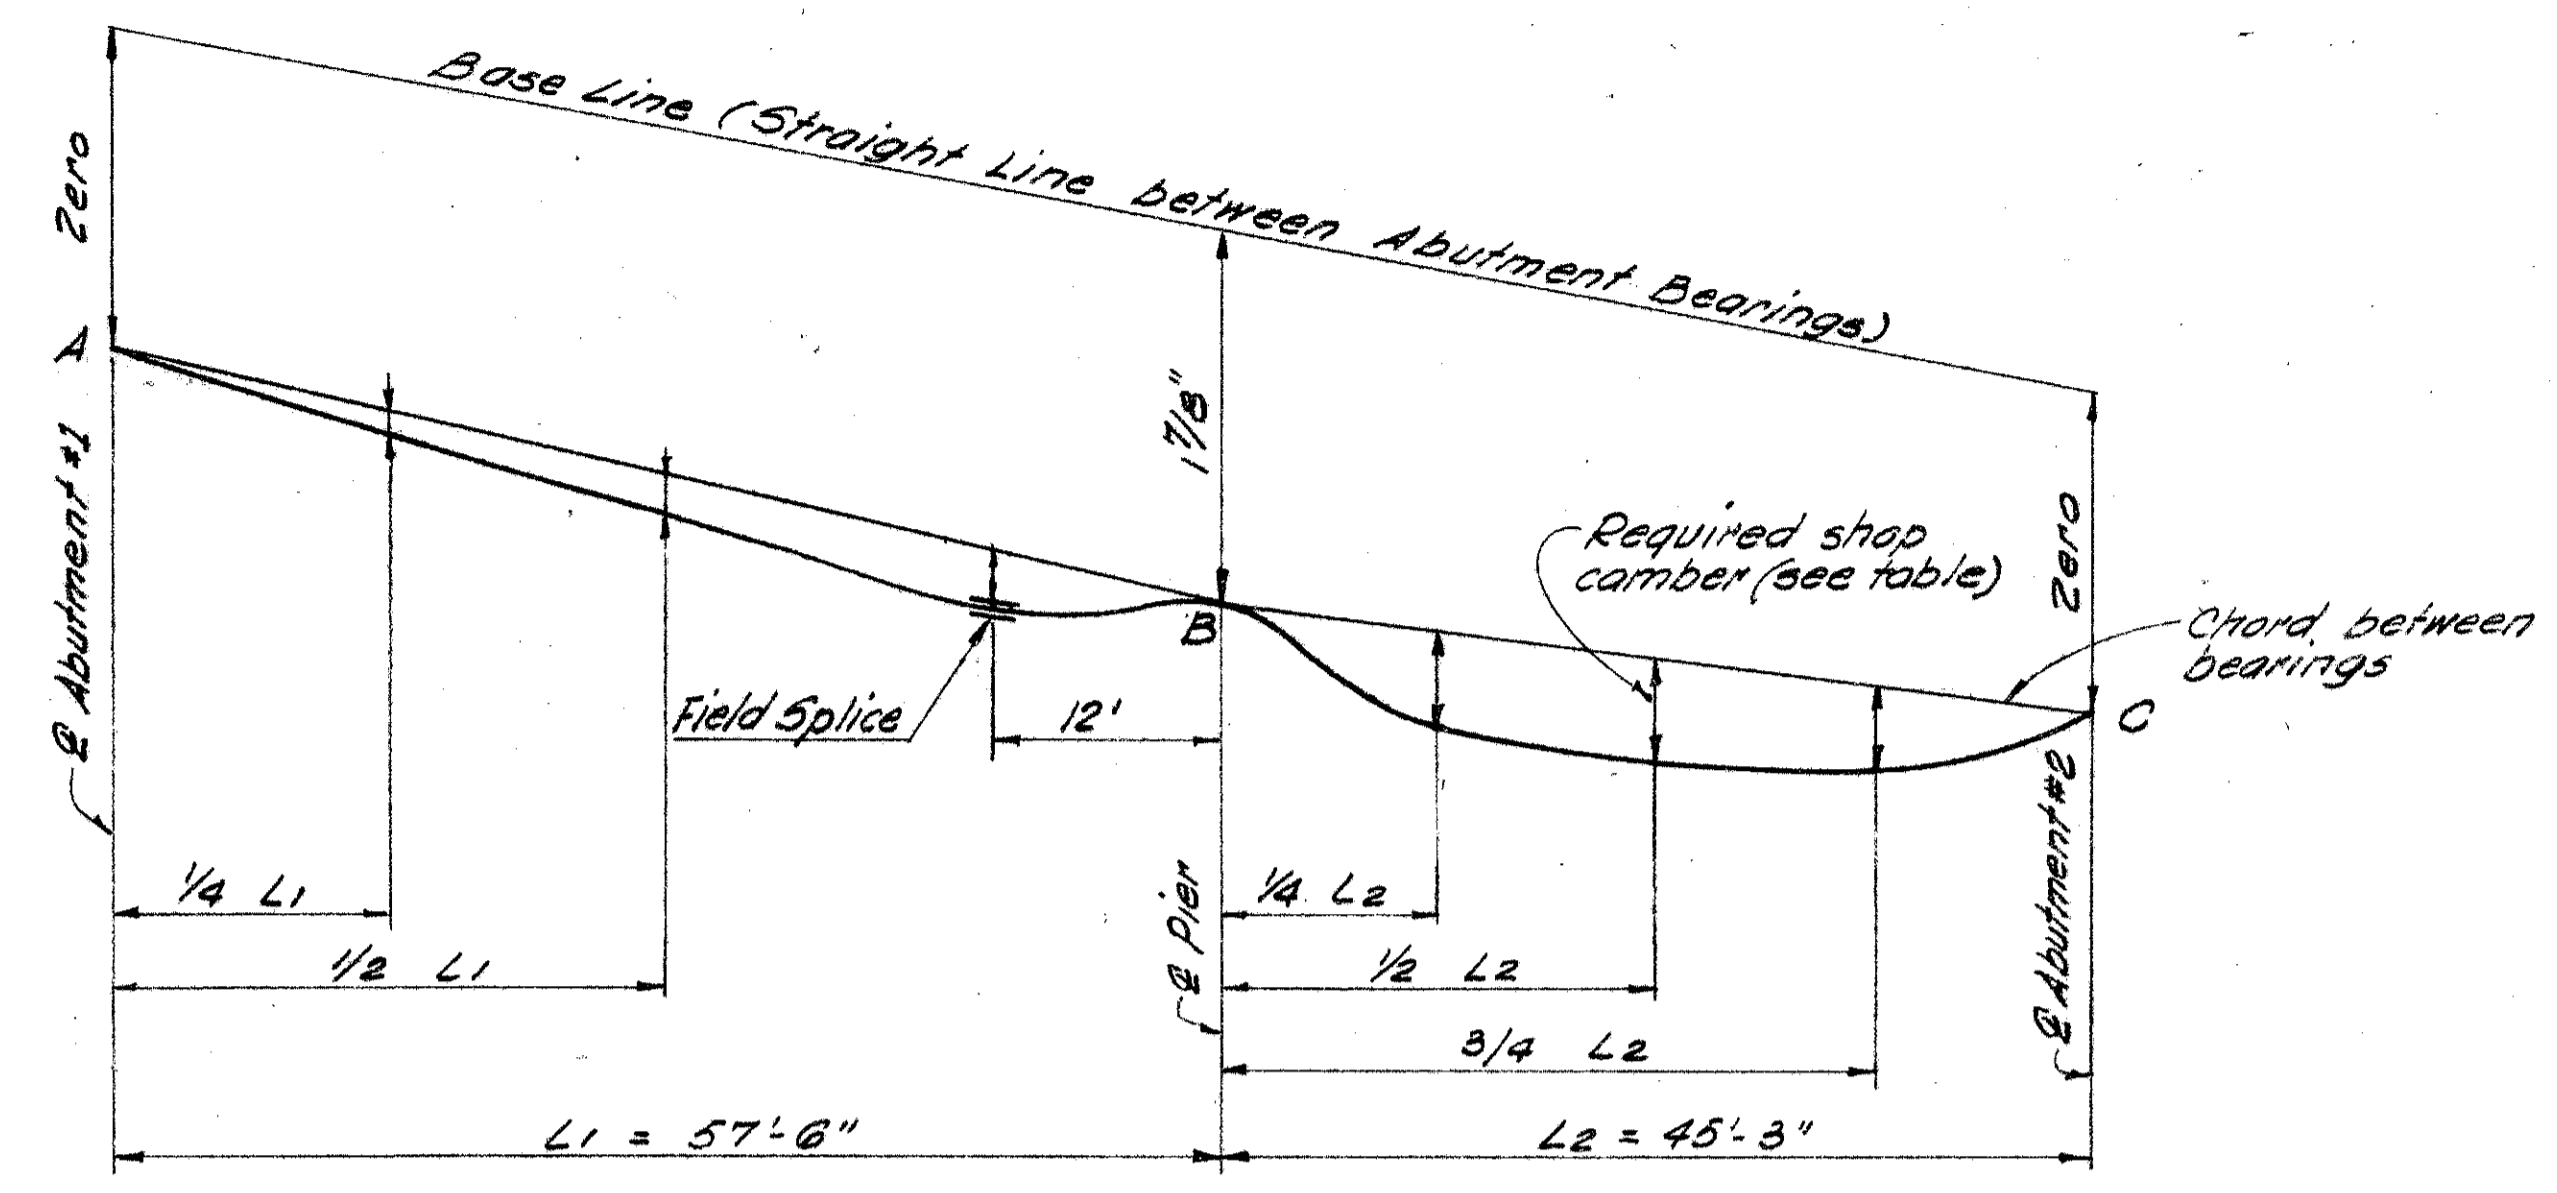 Base Line (Straight Line between Abutment Bearings)
Zero
A
℄ Abutment #1
1 7/8"
B
Field Splice
12'
Required shop
camber (see table)
Zero
Chord between
bearings
C
℄ Abutment #2
℄ Pier
1/4 L1
1/2 L1
1/4 L2
1/2 L2
3/4 L2
L1 = 57'-6"
L2 = 45'-3"